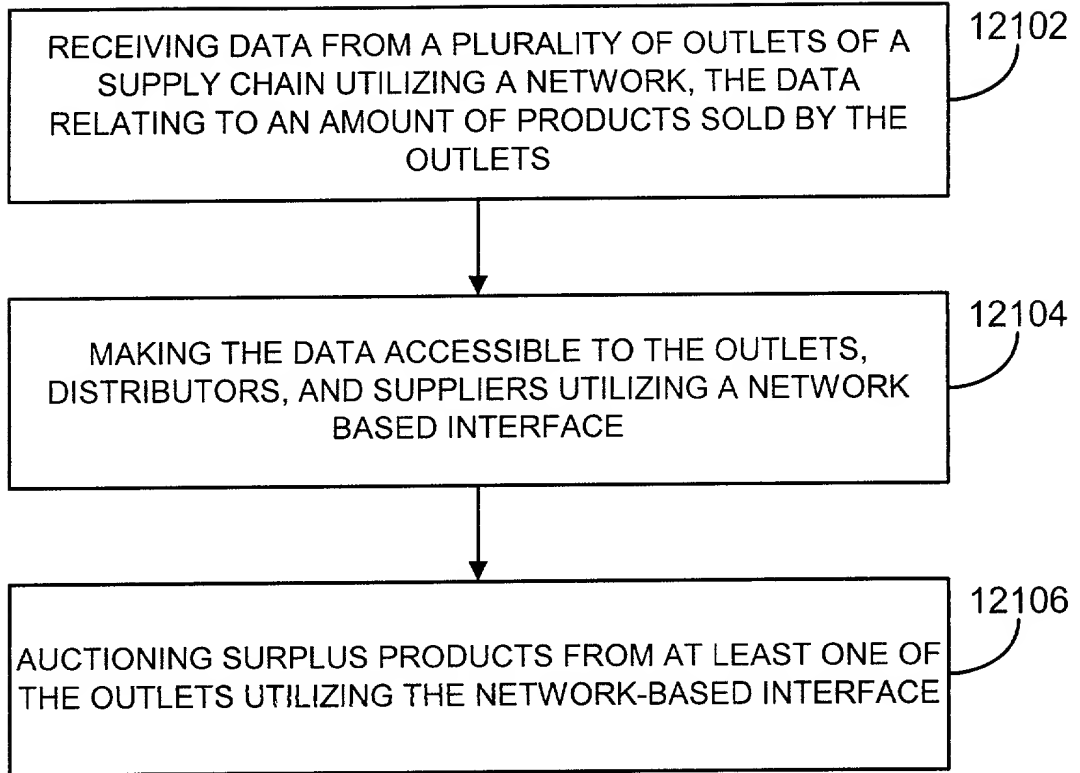 12102
RECEIVING DATA FROM A PLURALITY OF OUTLETS OF A
SUPPLY CHAIN UTILIZING A NETWORK, THE DATA
RELATING TO AN AMOUNT OF PRODUCTS SOLD BY THE
OUTLETS
12104
MAKING THE DATA ACCESSIBLE TO THE OUTLETS,
DISTRIBUTORS, AND SUPPLIERS UTILIZING A NETWORK
BASED INTERFACE
12106
AUCTIONING SURPLUS PRODUCTS FROM AT LEAST ONE OF
THE OUTLETS UTILIZING THE NETWORK-BASED INTERFACE